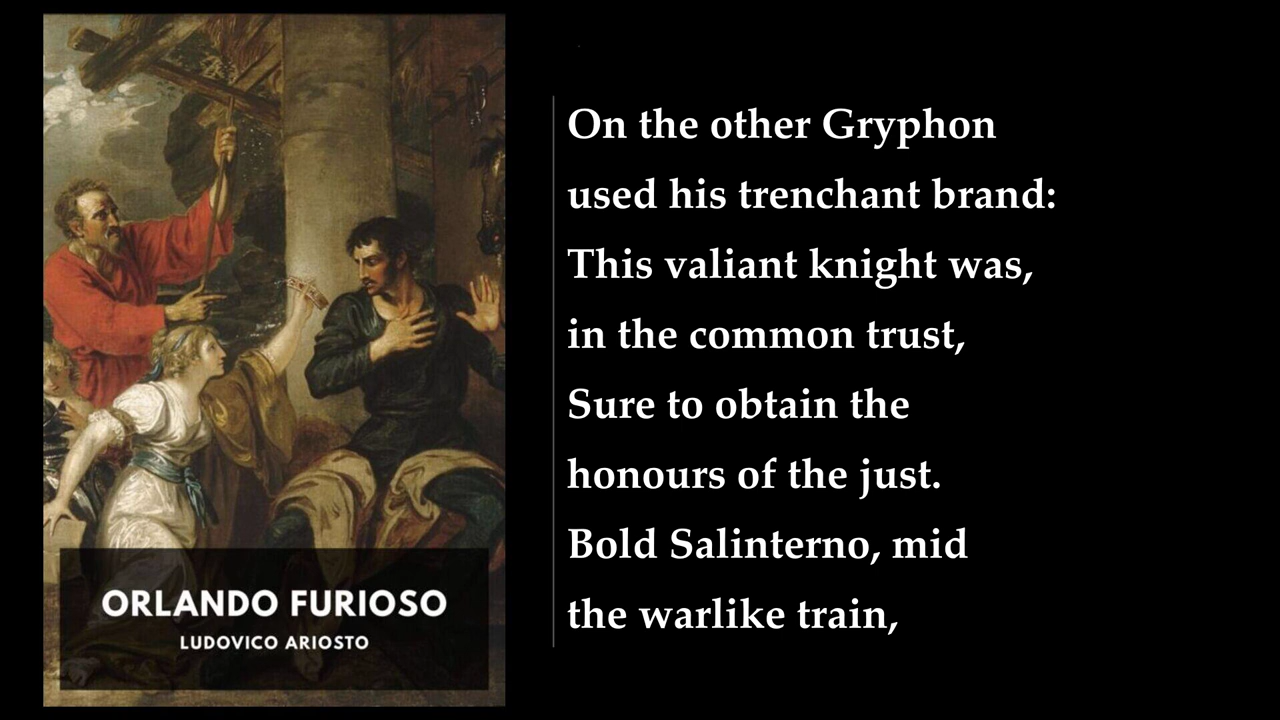 ORLANDO FURIOSO
LUDOVICO ARIOSTO
On the other Gryphon
used his trenchant brand:
This valiant knight was,
in the common trust,
Sure to obtain the
honours of the just.
Bold Salinterno, mid
the warlike train,